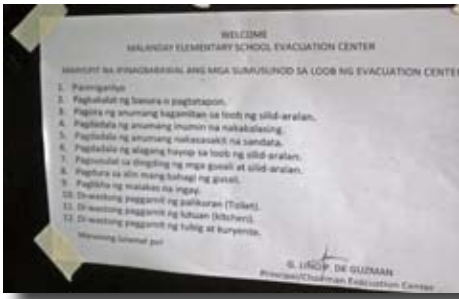 WELCOME
MALANDAY ELEMENTARY SCHOOL EVACUATION CENTER
MAHIGPIT NA IPINAGBABAWAL ANG MGA SUMUSUNOD SA LOOB NG EVACUATION CENTER
1. Paninigarilyo
2. Pagkakalat ng basura o pagtatapon.
3. Pagsira ng anumang kagamitan sa loob ng silid-aralan.
4. Pagdadala ng anumang inumin na nakakalasing.
5. Pagdadala ng anumang nakasasakit na sandata.
6. Pagdadala ng alagang hayop sa loob ng silid-aralan.
7. Pagsusulat sa dingding ng mga gusali at silid-aralan.
8. Pagdura sa alin mang bahagi ng gusali.
9. Paglikha ng malakas na ingay.
10. Di-wastong paggamit ng palikuran (Toilet).
11. Di-wastong paggamit ng lutuan (kitchen).
12. Di-wastong paggamit ng tubig at kuryente.
Maraming salamat po!
G. LINO P. DE GUZMAN
Principal/Chairman Evacuation Center